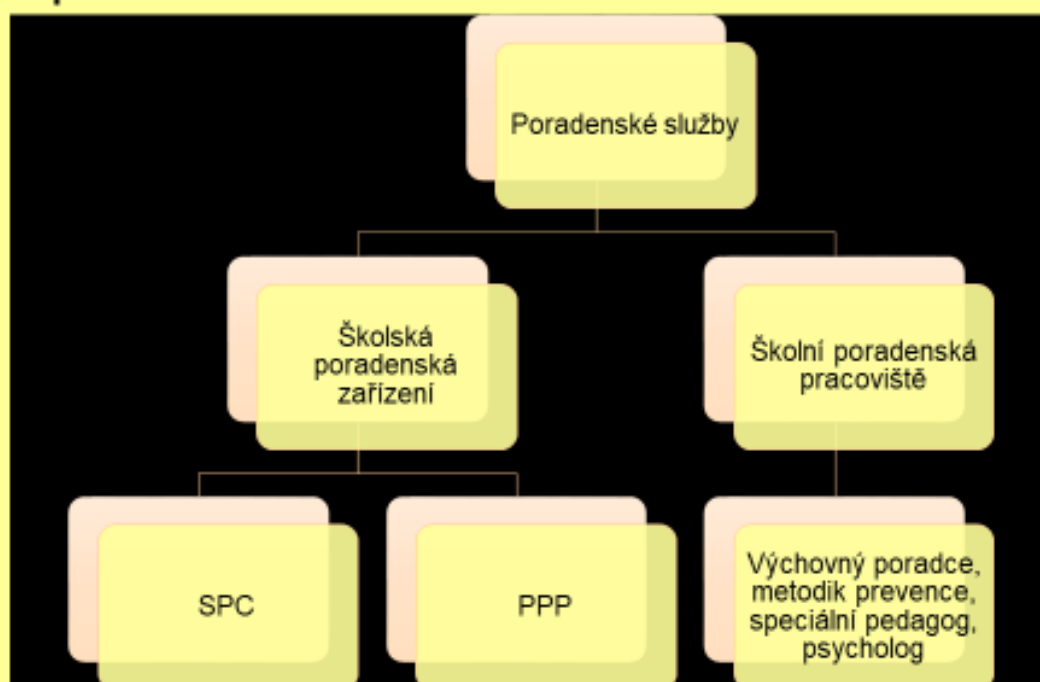 Poradenské služby
Školská
poradenská
zařízení
Školní poradenská
pracoviště
SPC
PPP
Výchovný poradce,
metodik prevence,
speciální pedagog,
psycholog